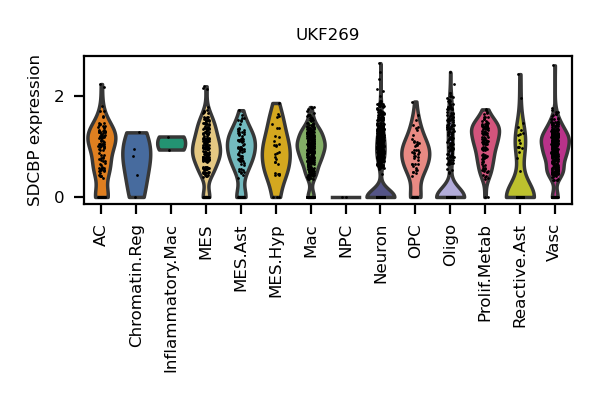 UKF269
SDCBP expression
2
0
AC
Chromatin.Reg
Inflammatory.Mac
MES
MES.Ast
MES.Hyp
Mac
NPC
Neuron
OPC
Oligo
Prolif.Metab
Reactive.Ast
Vasc